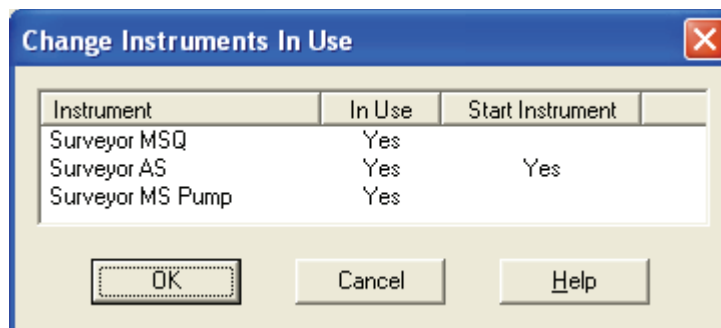 Change Instruments In Use
Instrument In Use Start Instrument
Surveyor MSQ Yes
Surveyor AS Yes Yes
Surveyor MS Pump Yes
OK Cancel Help